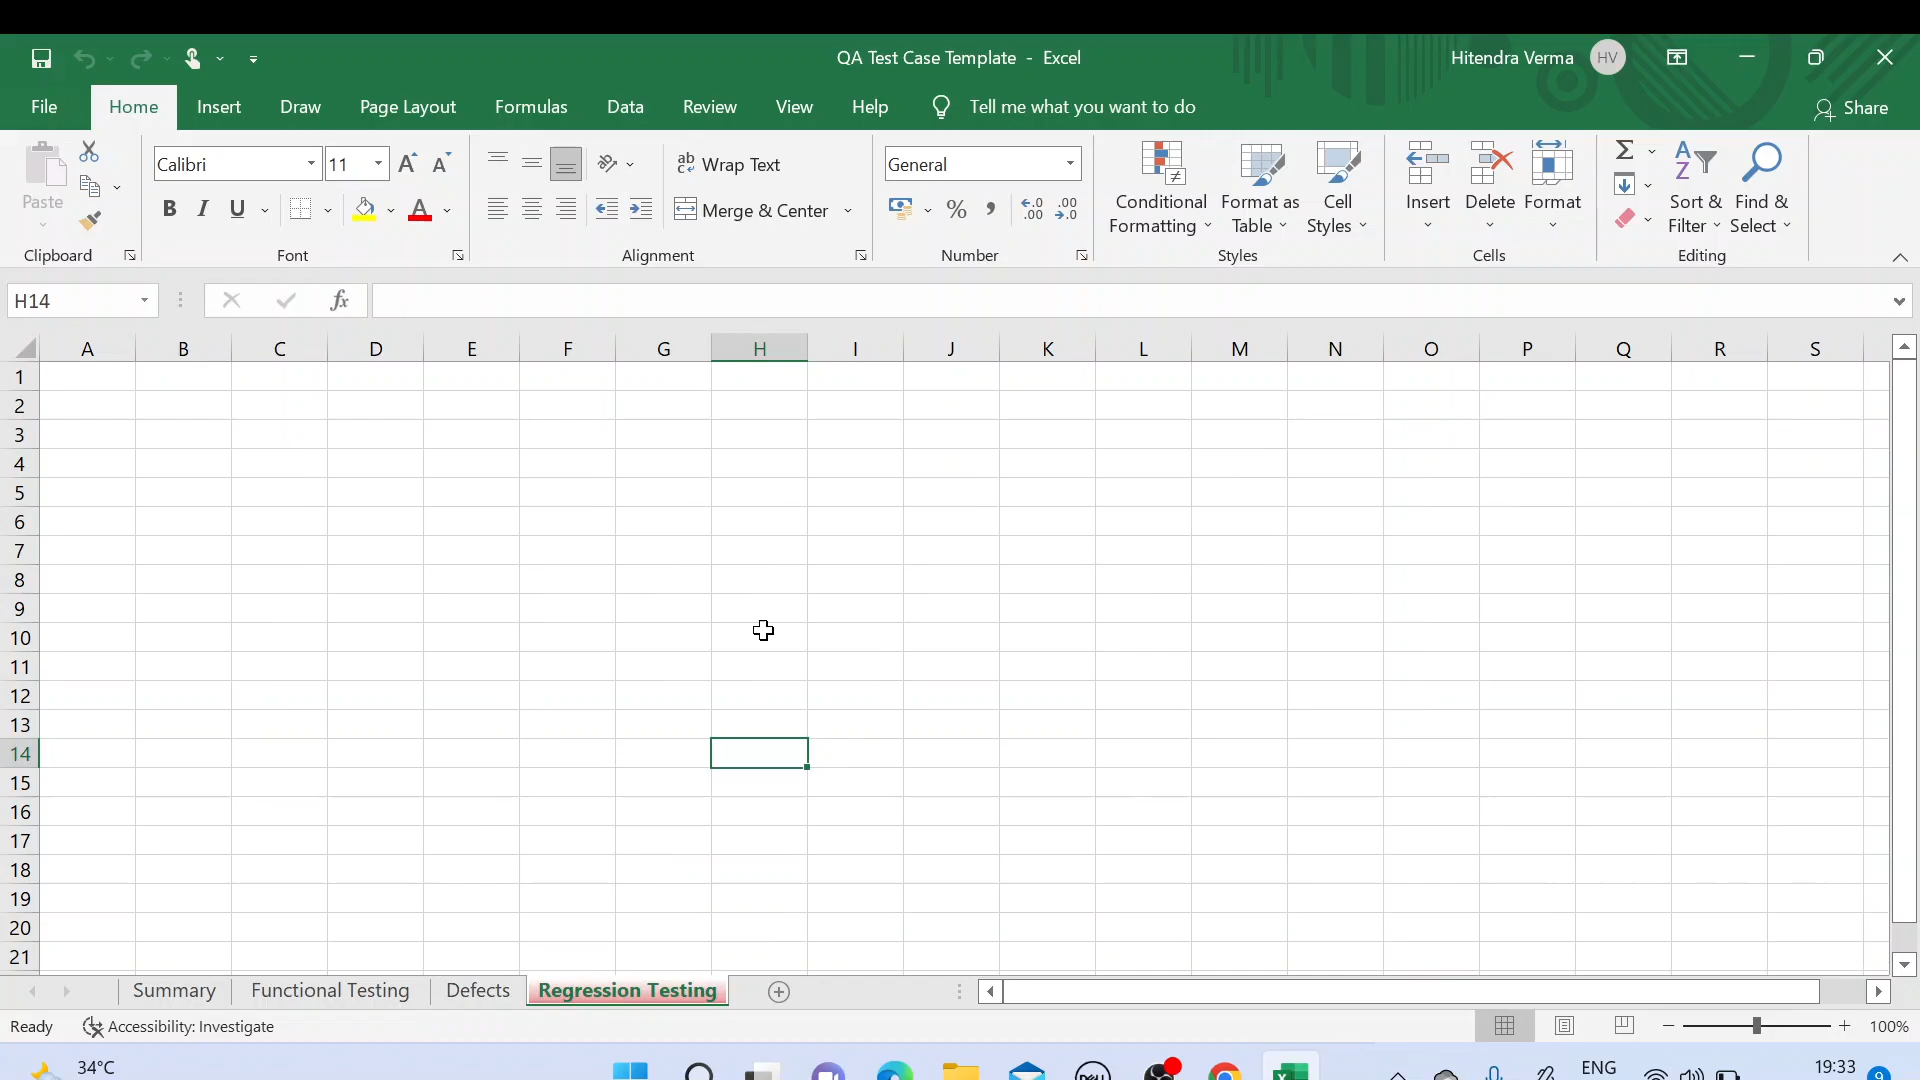 QA Test Case Template - Excel
Hitendra Verma HV
File Home Insert Draw Page Layout Formulas Data Review View Help Tell me what you want to do Share
Paste
Clipboard
Calibri 11
B I U A
Font
ab Wrap Text
Merge & Center
Alignment
General
% 
Number
Conditional Formatting
Format as Table
Cell Styles
Styles
Insert Delete Format
Cells
Sort & Filter
Find & Select
Editing
H14 fx
A B C D E F G H I J K L M N O P Q R S
1
2
3
4
5
6
7
8
9
10
11
12
13
14
15
16
17
18
19
20
21
Summary Functional Testing Defects Regression Testing
Ready Accessibility: Investigate 100%
34°C DELL ENG 19:33 9